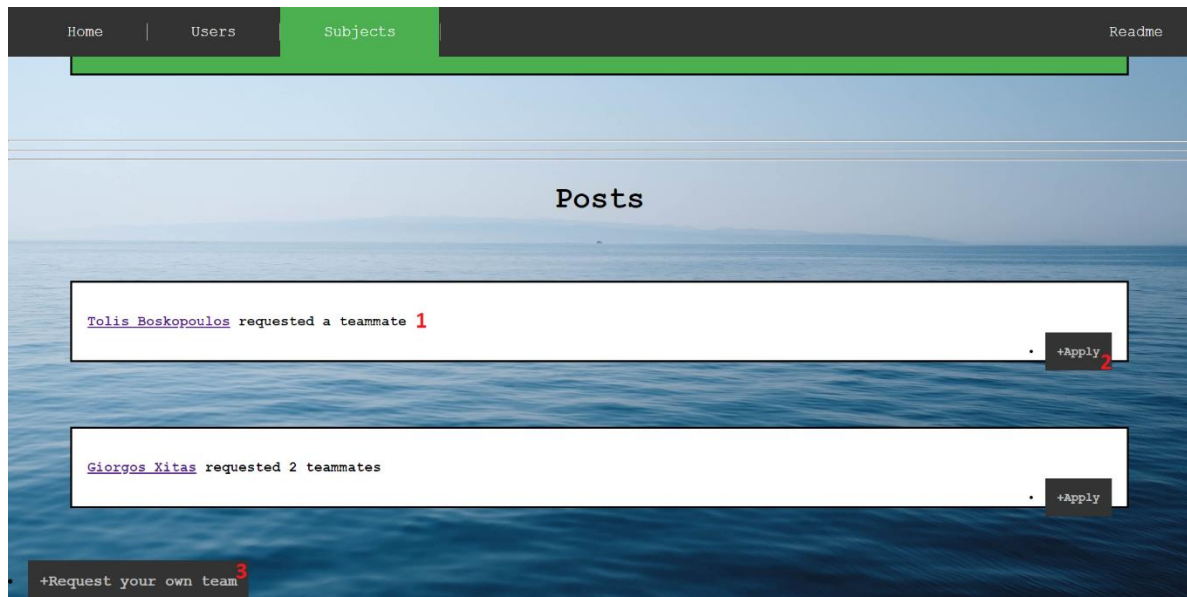 Home Users Subjects Readme
Posts
Tolis Boskopoulos requested a teammate 1
+Apply 2
Giorgos Xitas requested 2 teammates
+Apply
+Request your own team 3